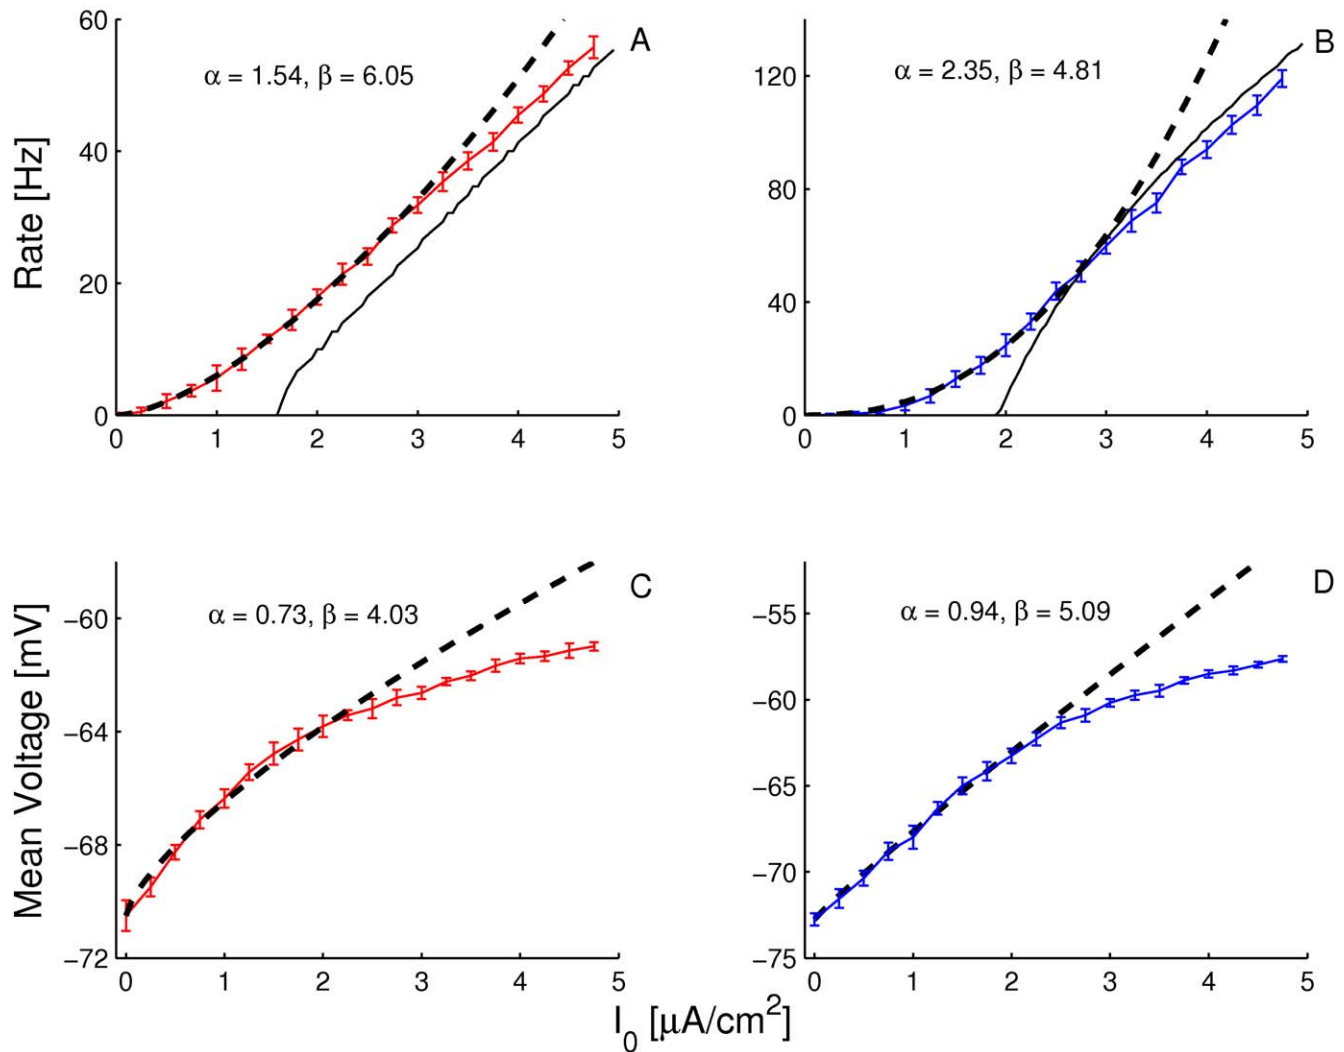 A
α = 1.54, β = 6.05
Rate [Hz]
60
40
20
0
0 1 2 3 4 5
B
α = 2.35, β = 4.81
120
80
40
0
0 1 2 3 4 5
C
α = 0.73, β = 4.03
Mean Voltage [mV]
−60
−64
−68
−72
0 1 2 3 4 5
D
α = 0.94, β = 5.09
−55
−60
−65
−70
−75
0 1 2 3 4 5
I₀ [μA/cm²]